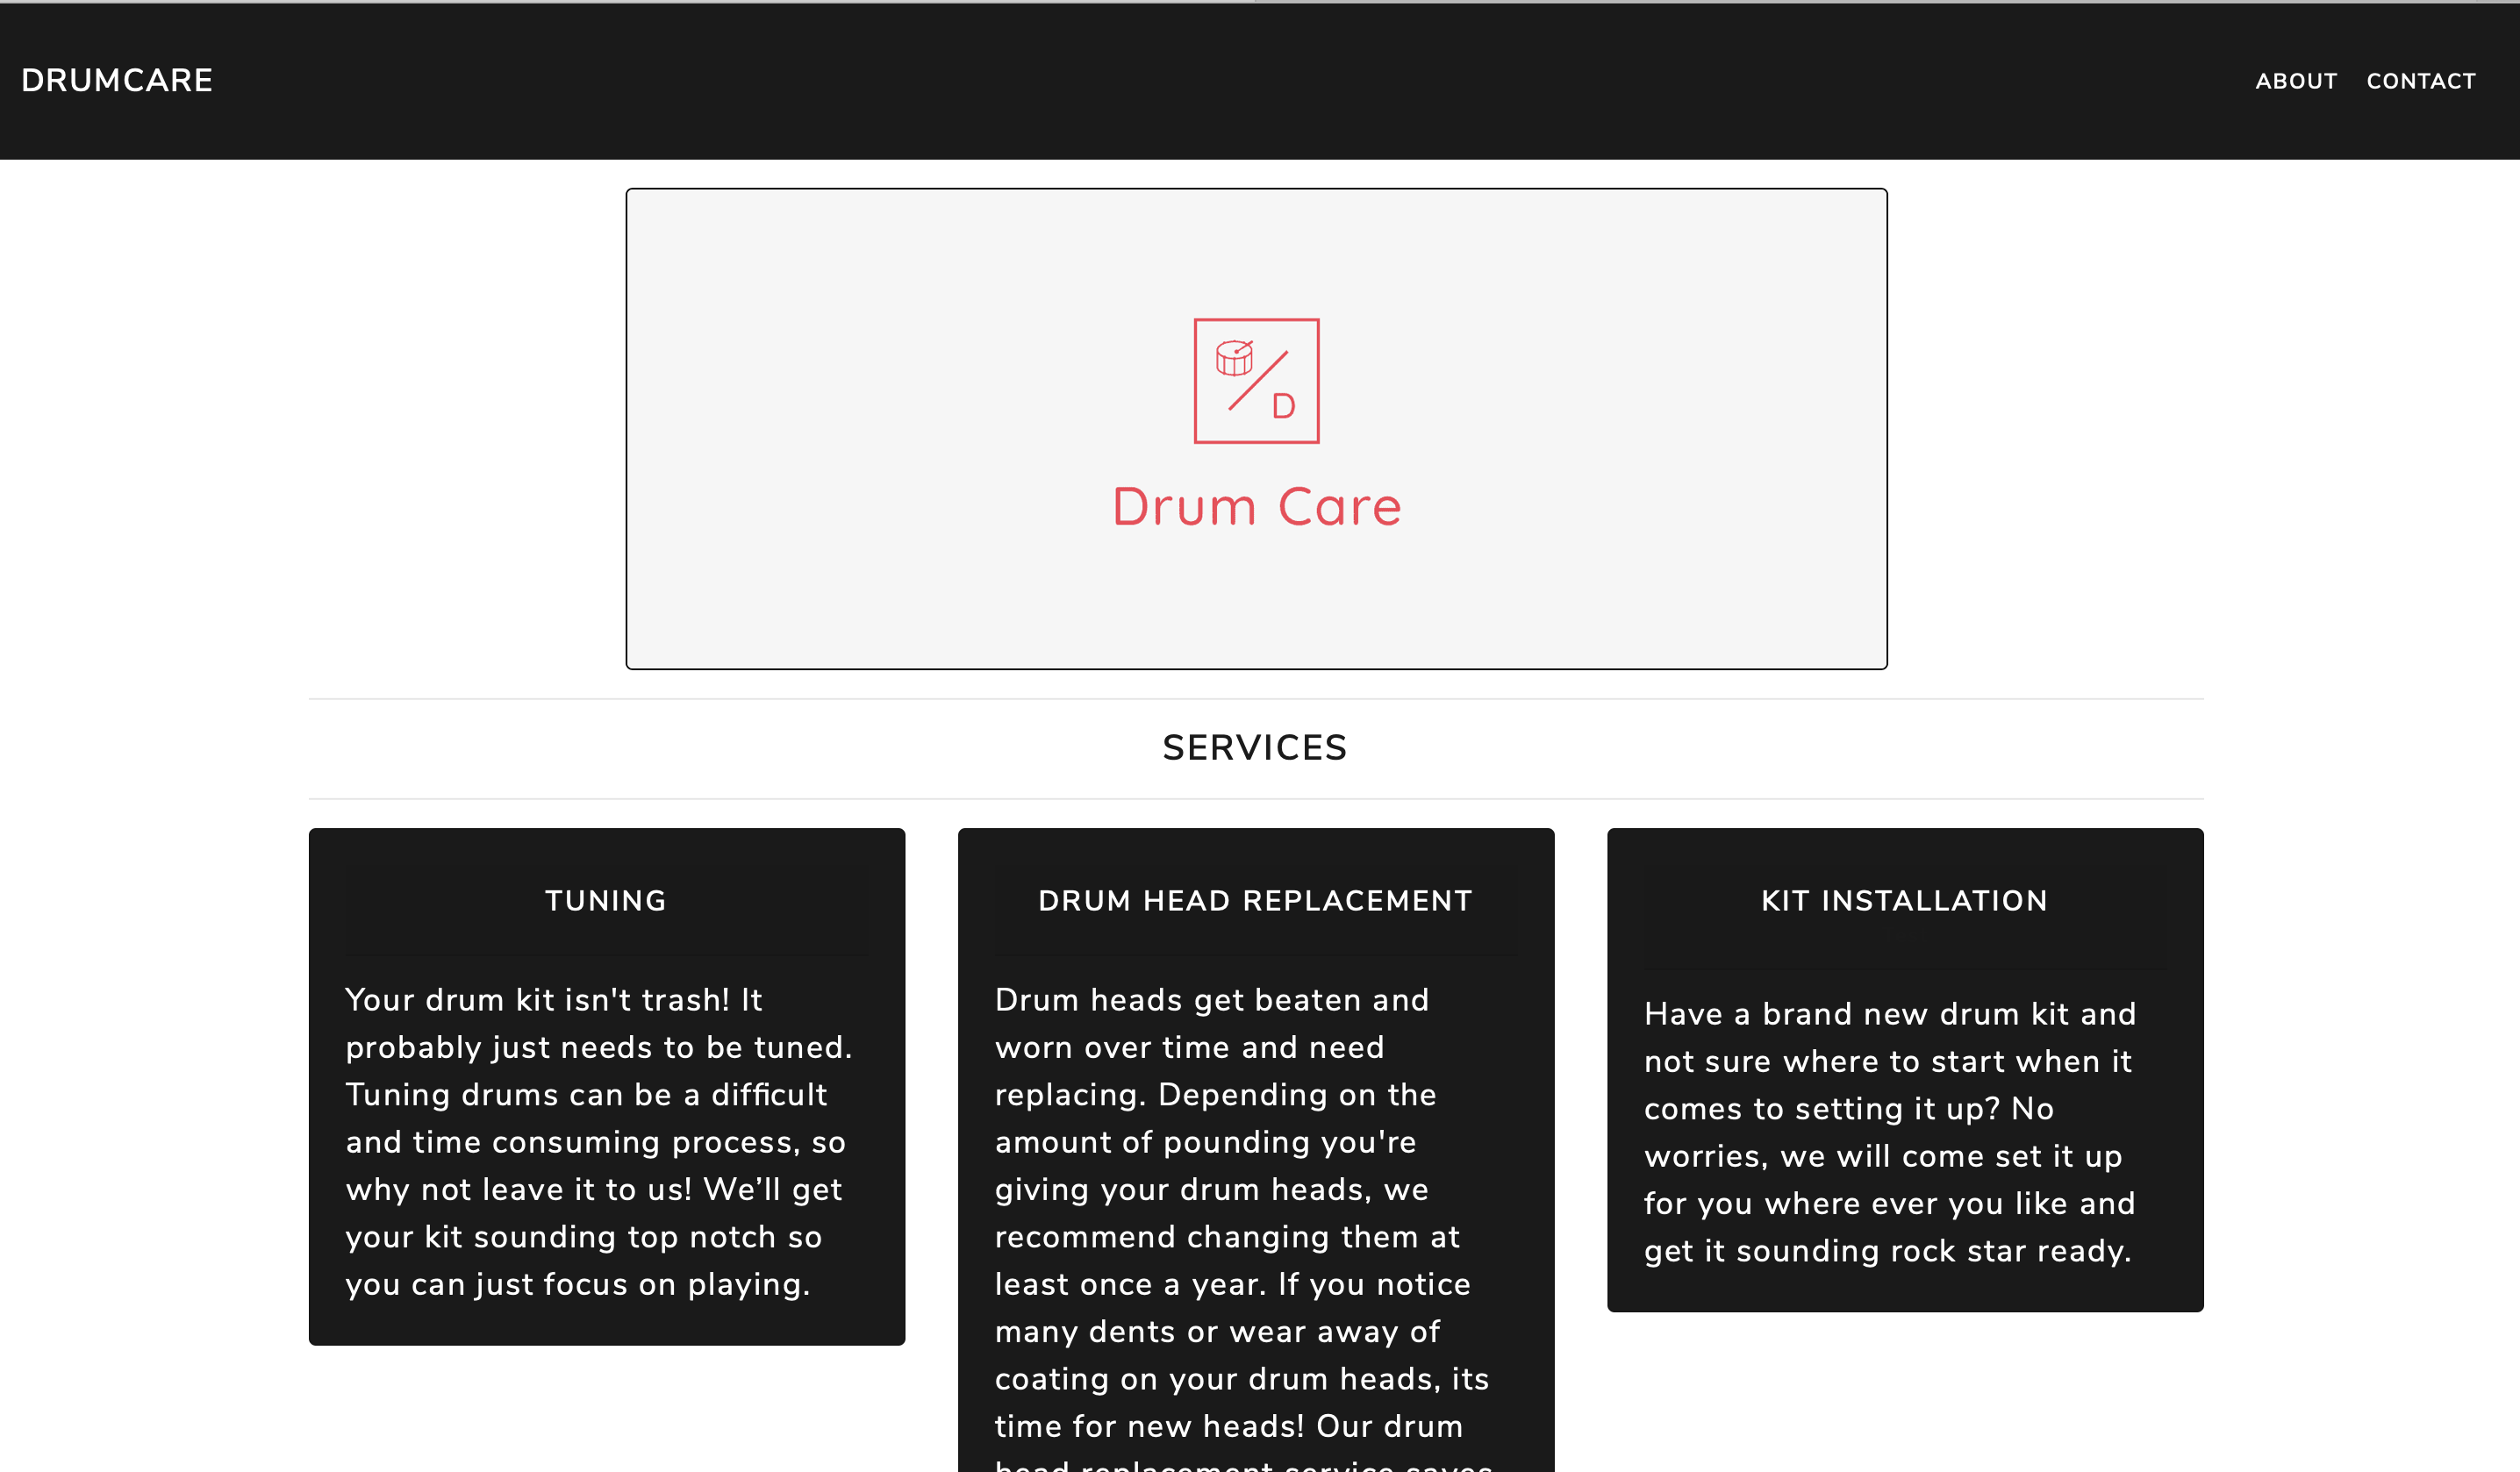 DRUMCARE
ABOUT CONTACT
D
Drum Care
SERVICES
TUNING
Your drum kit isn't trash! It
probably just needs to be tuned.
Tuning drums can be a difficult
and time consuming process, so
why not leave it to us! We’ll get
your kit sounding top notch so
you can just focus on playing.
DRUM HEAD REPLACEMENT
Drum heads get beaten and
worn over time and need
replacing. Depending on the
amount of pounding you're
giving your drum heads, we
recommend changing them at
least once a year. If you notice
many dents or wear away of
coating on your drum heads, its
time for new heads! Our drum
head replacement service saves
KIT INSTALLATION
Have a brand new drum kit and
not sure where to start when it
comes to setting it up? No
worries, we will come set it up
for you where ever you like and
get it sounding rock star ready.